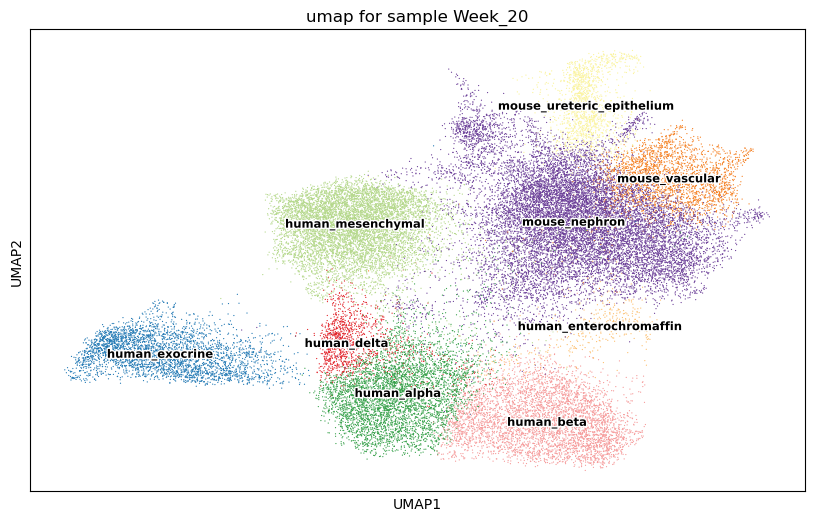 umap for sample Week_20
mouse_ureteric_epithelium
mouse_vascular
mouse_nephron
human_mesenchymal
human_enterochromaffin
human_delta
human_exocrine
human_alpha
human_beta
UMAP2
UMAP1